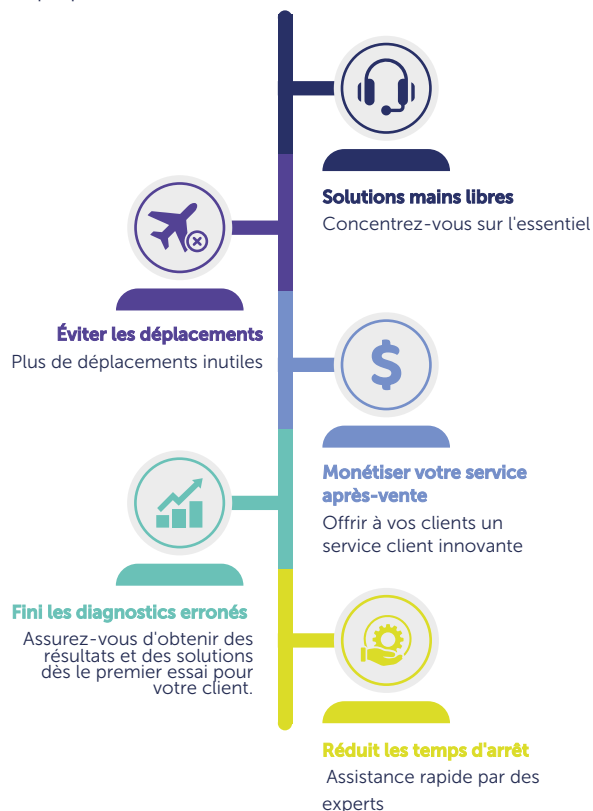 Solutions mains libres
Concentrez-vous sur l'essentiel
Éviter les déplacements
Plus de déplacements inutiles
$
Monétiser votre service
après-vente
Offrir à vos clients un
service client innovante
Fini les diagnostics erronés
Assurez-vous d'obtenir des
résultats et des solutions
dès le premier essai pour
votre client.
Réduit les temps d'arrêt
Assistance rapide par des
experts